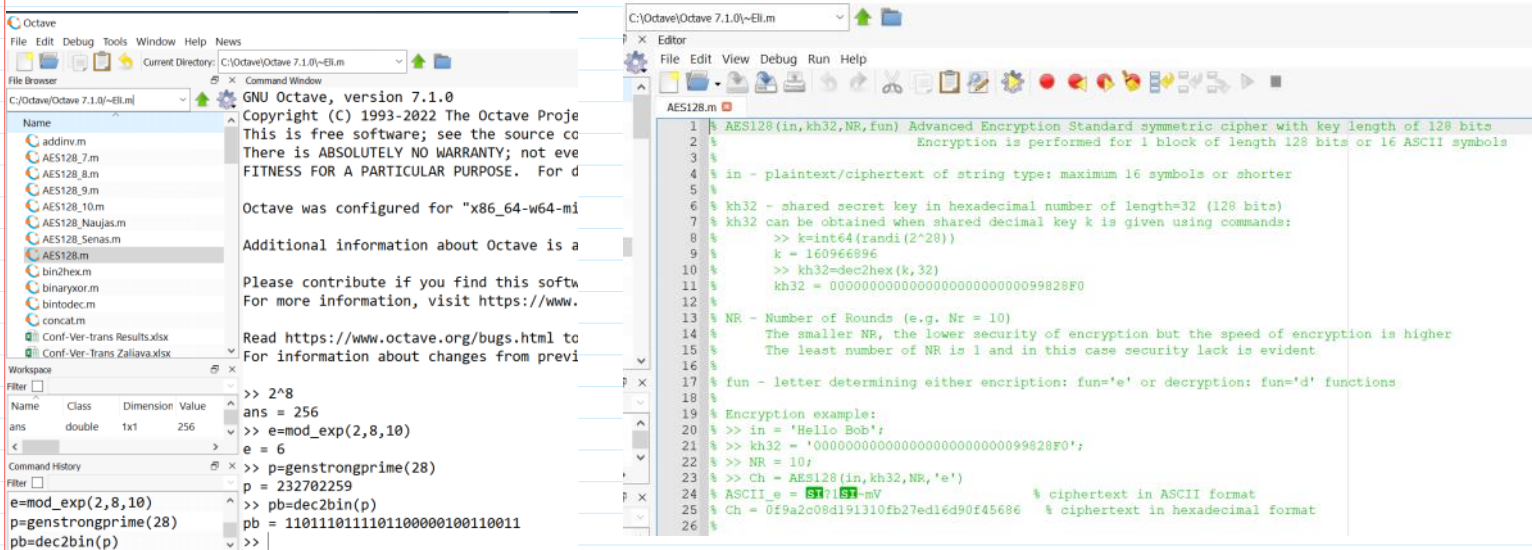 Octave
File Edit Debug Tools Window Help News
Current Directory: C:\Octave\Octave 7.1.0\~Eli.m
File Browser
C:/Octave/Octave 7.1.0/~Eli.m
Name
addinv.m
AES128_7.m
AES128_8.m
AES128_9.m
AES128_10.m
AES128_Naujas.m
AES128_Senas.m
AES128.m
bin2hex.m
binaryxor.m
bintodec.m
concat.m
Conf-Ver-trans Results.xlsx
Conf-Ver-Trans Zaliava.xlsx
Workspace
Filter
Name Class Dimension Value
ans double 1x1 256
Command History
Filter
e=mod_exp(2,8,10)
p=genstrongprime(28)
pb=dec2bin(p)
Command Window
GNU Octave, version 7.1.0
Copyright (C) 1993-2022 The Octave Proje
This is free software; see the source co
There is ABSOLUTELY NO WARRANTY; not eve
FITNESS FOR A PARTICULAR PURPOSE. For d
Octave was configured for "x86_64-w64-mi
Additional information about Octave is a
Please contribute if you find this softw
For more information, visit https://www.
Read https://www.octave.org/bugs.html to
For information about changes from previ
>> 2^8
ans = 256
>> e=mod_exp(2,8,10)
e = 6
>> p=genstrongprime(28)
p = 232702259
>> pb=dec2bin(p)
pb = 1101110111101100000100110011
>>
C:\Octave\Octave 7.1.0\~Eli.m
Editor
File Edit View Debug Run Help
AES128.m
1 % AES128(in,kh32,NR,fun) Advanced Encryption Standard symmetric cipher with key length of 128 bits
2 % Encryption is performed for 1 block of length 128 bits or 16 ASCII symbols
3 %
4 % in - plaintext/ciphertext of string type: maximum 16 symbols or shorter
5 %
6 % kh32 - shared secret key in hexadecimal number of length=32 (128 bits)
7 % kh32 can be obtained when shared decimal key k is given using commands:
8 % >> k=int64(randi(2^28))
9 % k = 160966896
10 % >> kh32=dec2hex(k,32)
11 % kh32 = 000000000000000000000000099828F0
12 %
13 % NR - Number of Rounds (e.g. Nr = 10)
14 % The smaller NR, the lower security of encryption but the speed of encryption is higher
15 % The least number of NR is 1 and in this case security lack is evident
16 %
17 % fun - letter determining either encription: fun='e' or decryption: fun='d' functions
18 %
19 % Encryption example:
20 % >> in = 'Hello Bob';
21 % >> kh32 = '000000000000000000000000099828F0';
22 % >> NR = 10;
23 % >> Ch = AES128(in,kh32,NR,'e')
24 % ASCII_e = SI?lSI~mV % ciphertext in ASCII format
25 % Ch = 0f9a2c08d191310fb27ed16d90f45686 % ciphertext in hexadecimal format
26 %